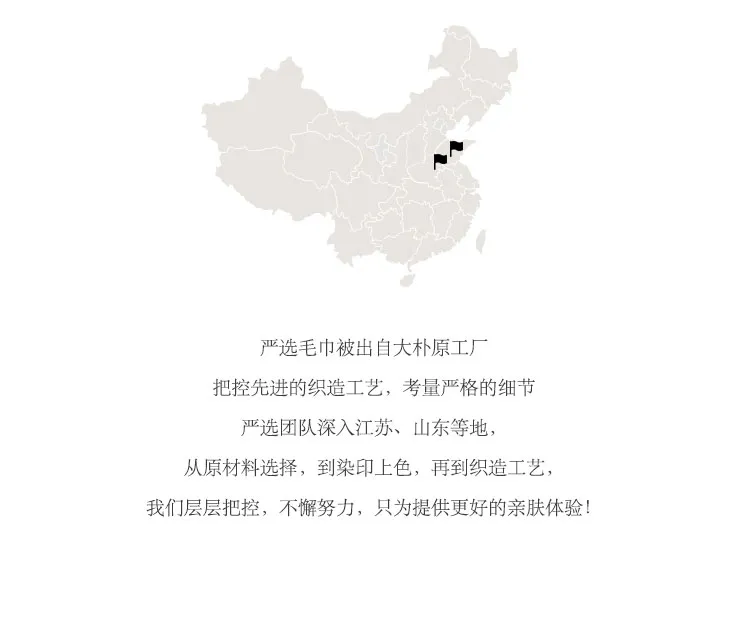 严选毛巾被出自大朴原工厂
把控先进的织造工艺，考量严格的细节
严选团队深入江苏、山东等地，
从原材料选择，到染印上色，再到织造工艺，
我们层层把控，不懈努力，只为提供更好的亲肤体验！